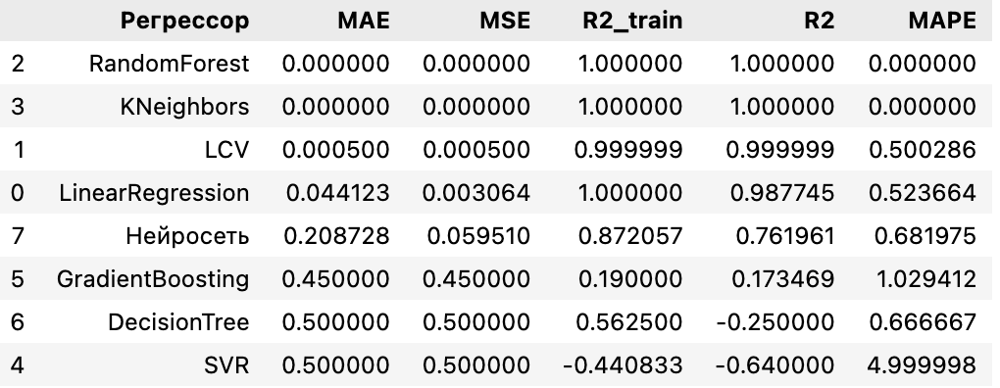 Регрессор MAE MSE R2_train R2 MAPE
2 RandomForest 0.000000 0.000000 1.000000 1.000000 0.000000
3 KNeighbors 0.000000 0.000000 1.000000 1.000000 0.000000
1 LCV 0.000500 0.000500 0.999999 0.999999 0.500286
0 LinearRegression 0.044123 0.003064 1.000000 0.987745 0.523664
7 Нейросеть 0.208728 0.059510 0.872057 0.761961 0.681975
5 GradientBoosting 0.450000 0.450000 0.190000 0.173469 1.029412
6 DecisionTree 0.500000 0.500000 0.562500 -0.250000 0.666667
4 SVR 0.500000 0.500000 -0.440833 -0.640000 4.999998